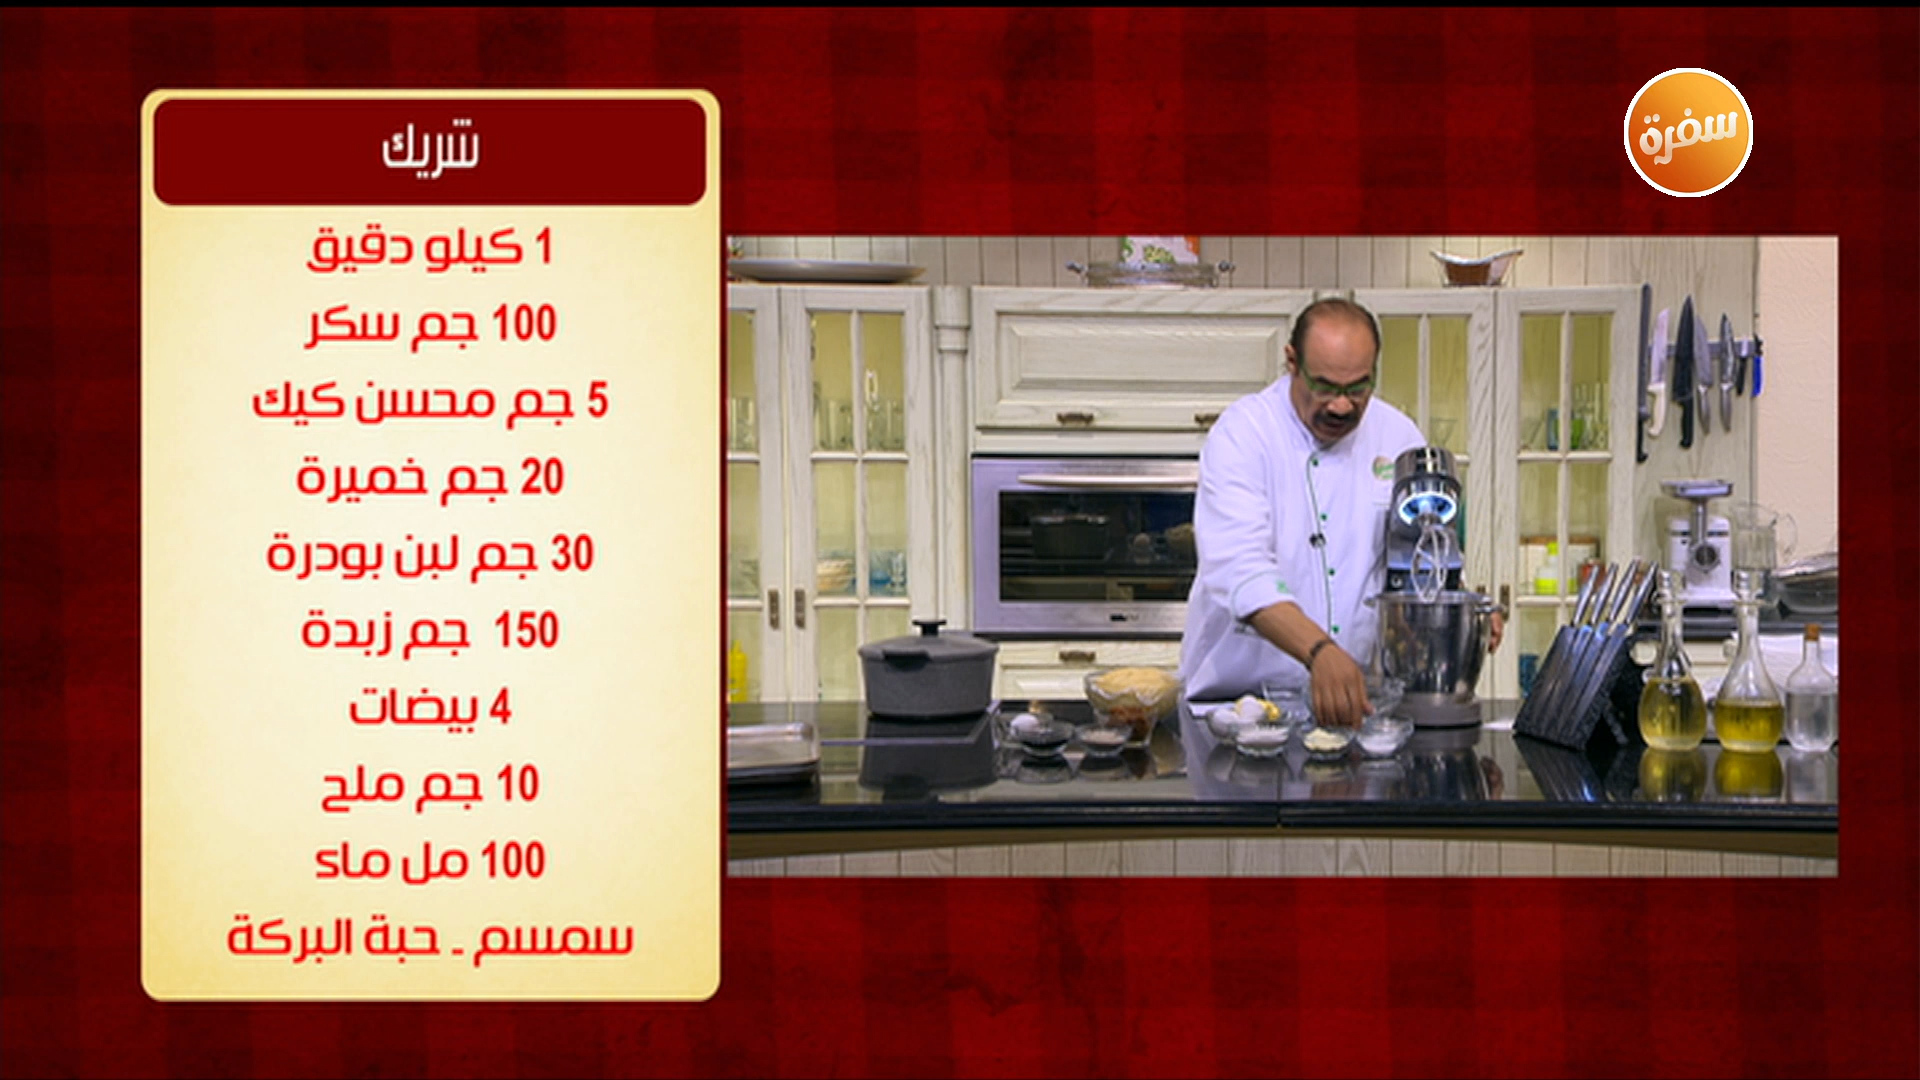 شريك
1 كيلو دقيق
100 جم سكر
5 جم محسن كيك
20 جم خميرة
30 جم لبن بودرة
150 جم زبدة
4 بيضات
10 جم ملح
100 مل ماء
سمسم - حبة البركة
سفرة